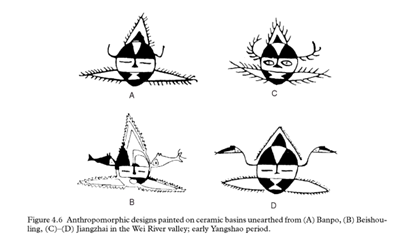 A
C
B
D
Figure 4.6 Anthropomorphic designs painted on ceramic basins unearthed from (A) Banpo, (B) Beishou-
ling, (C)–(D) Jiangzhai in the Wei River valley; early Yangshao period.